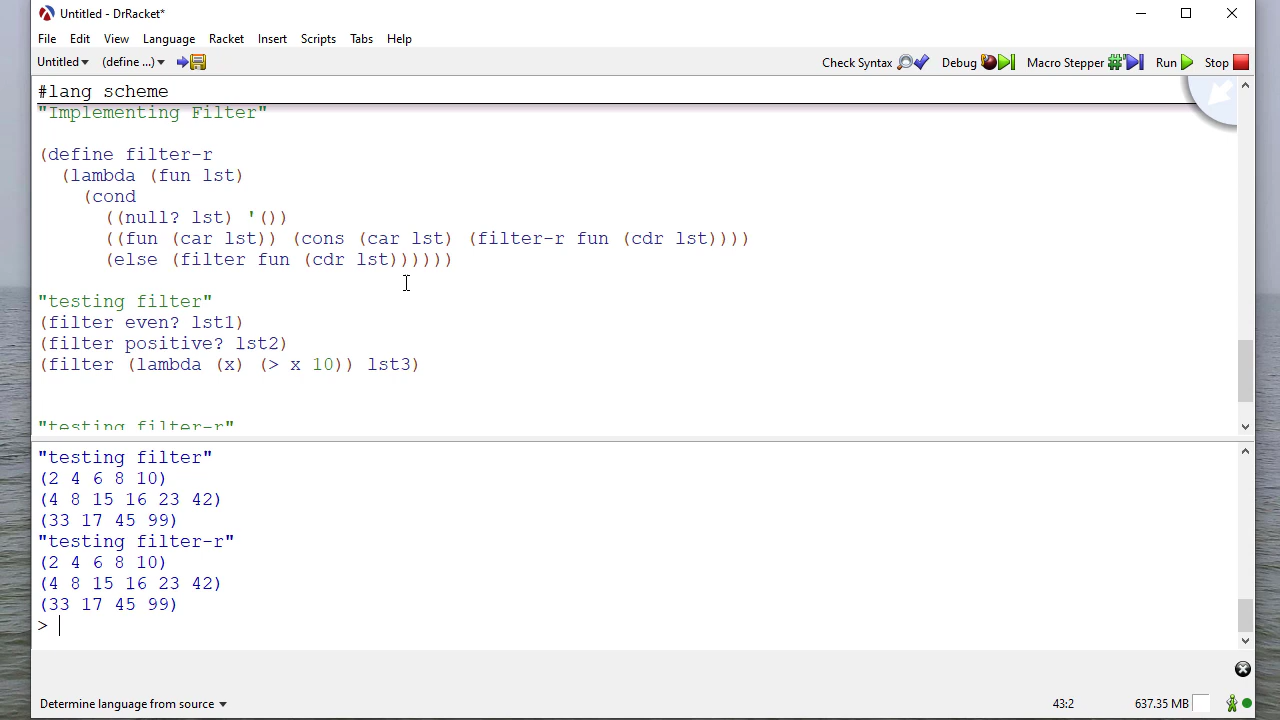 Untitled - DrRacket*
File Edit View Language Racket Insert Scripts Tabs Help
Untitled (define ...) Check Syntax Debug Macro Stepper Run Stop
#lang scheme
"Implementing Filter"
(define filter-r
(lambda (fun lst)
(cond
((null? lst) '())
((fun (car lst)) (cons (car lst) (filter-r fun (cdr lst))))
(else (filter fun (cdr lst))))))
"testing filter"
(filter even? lst1)
(filter positive? lst2)
(filter (lambda (x) (> x 10)) lst3)
"testing filter-r"
"testing filter"
(2 4 6 8 10)
(4 8 15 16 23 42)
(33 17 45 99)
"testing filter-r"
(2 4 6 8 10)
(4 8 15 16 23 42)
(33 17 45 99)
>
Determine language from source 43:2 637.35 MB